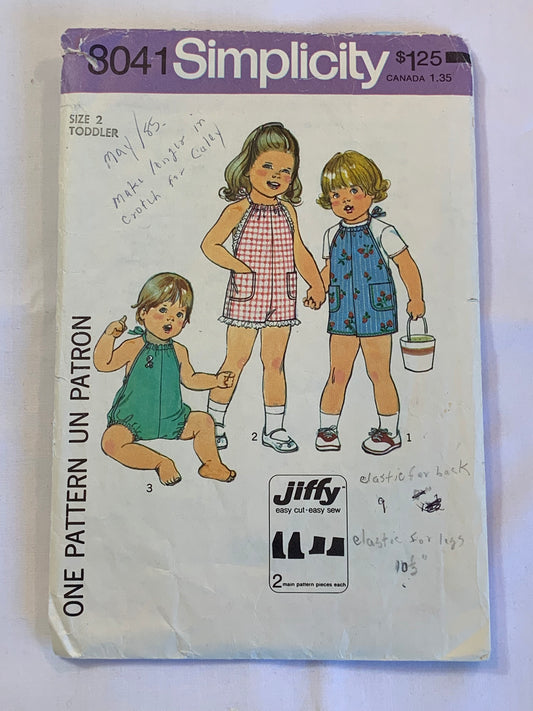 8041 Simplicity $1.25
CANADA 1.35
SIZE 2
TODDLER
May/85.
Make longer in
crotch for Caley
ONE PATTERN UN PATRON
1
2
3
Jiffy™
easy cut • easy sew
2 main pattern pieces each
elastic for back
9
elastic for legs
10½"